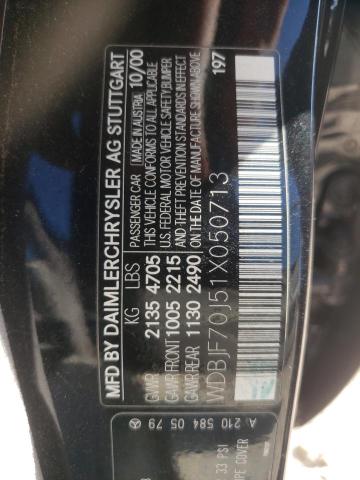 MFD BY DAIMLERCHRYSLER AG STUTTGART
PASSENGER CAR MADE IN AUSTRIA 10/00
KG LBS THIS VEHICLE CONFORMS TO ALL APPLICABLE
GVWR 2135 4705 U.S. FEDERAL MOTOR VEHICLE SAFETY, BUMPER
GAWR FRONT 1005 2215 AND THEFT PREVENTION STANDARDS IN EFFECT
GAWR REAR 1130 2490 ON THE DATE OF MANUFACTURE SHOWN ABOVE
WDBJF70J51X050713 197
A 210 584 05 79
33 PSI
PE COVER